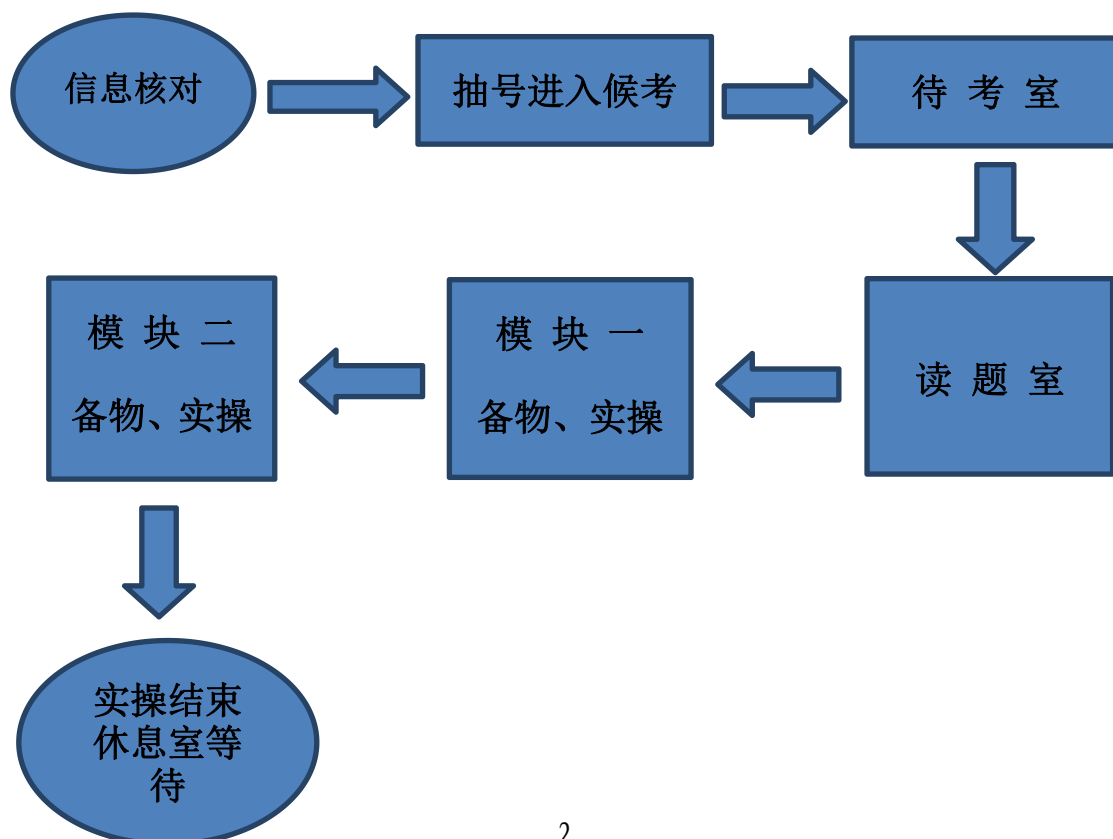 信息核对
抽号进入候考
待 考 室
读 题 室
模 块 一
备物、实操
模 块 二
备物、实操
实操结束
休息室等
待
2